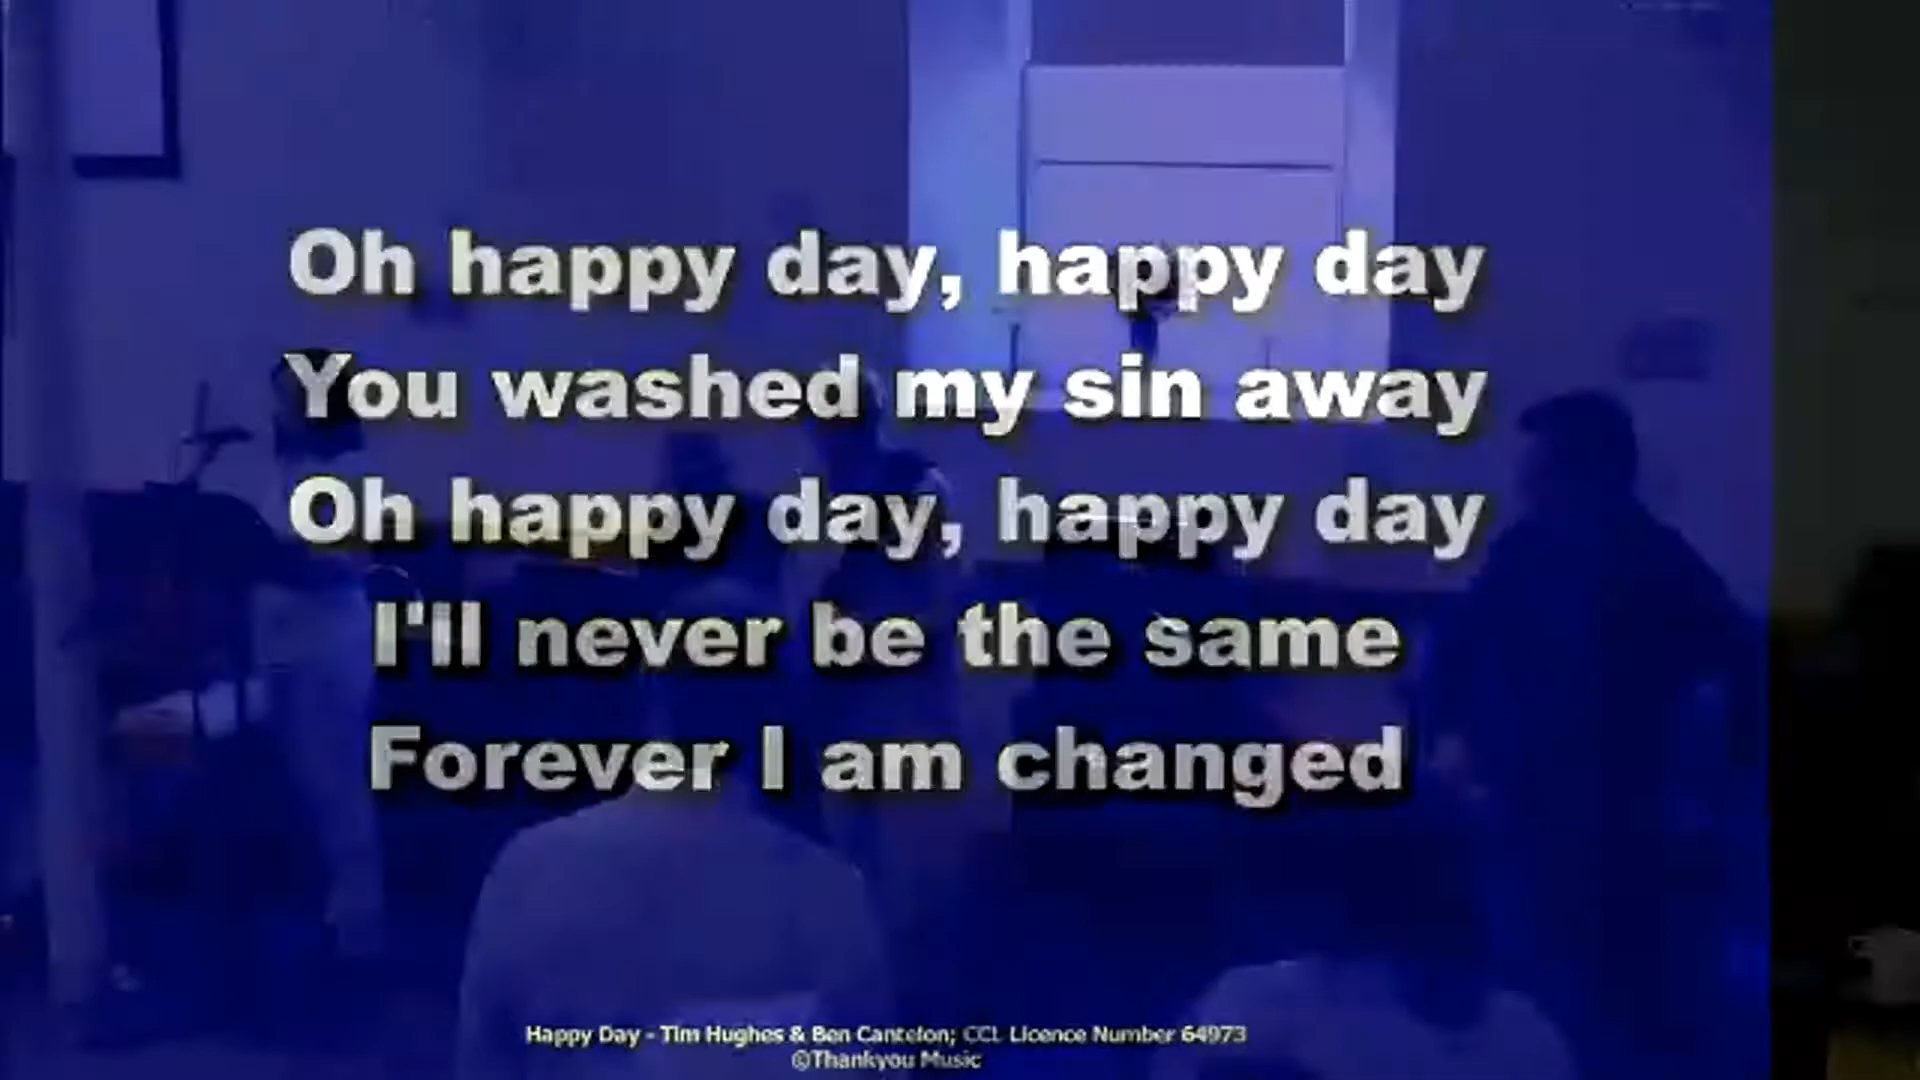 Oh happy day, happy day
You washed my sin away
Oh happy day, happy day
I'll never be the same
Forever I am changed
Happy Day - Tim Hughes & Ben Cantelon; CCL Licence Number 64973
©Thankyou Music